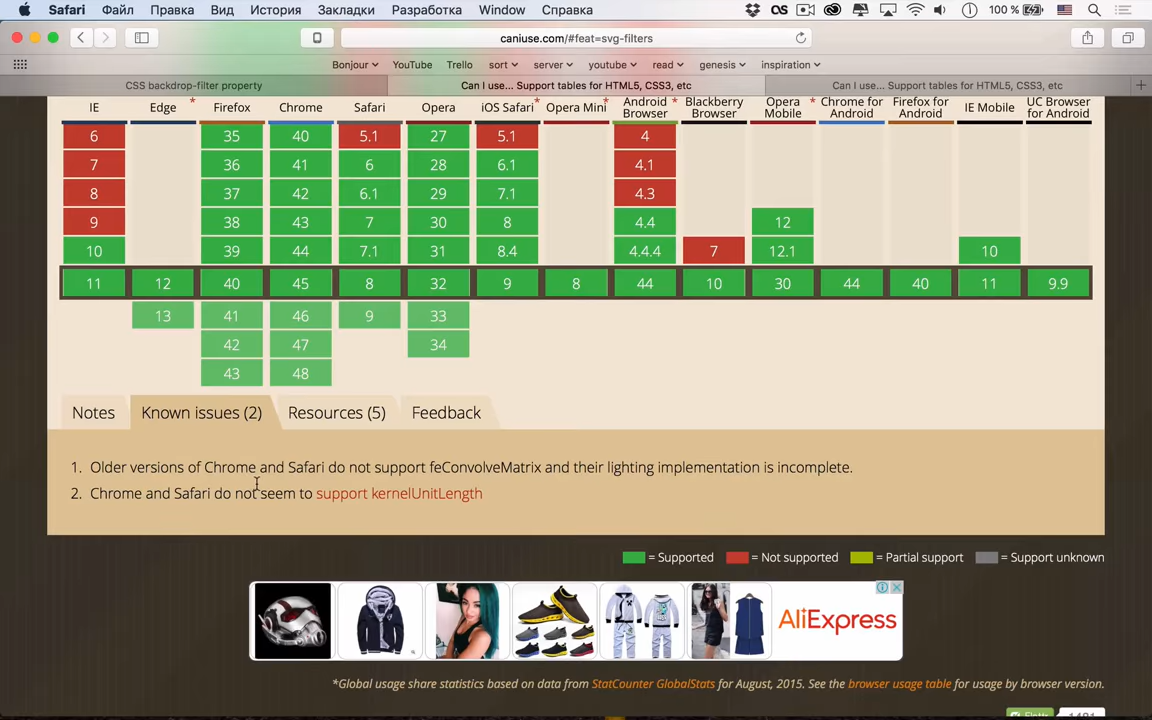 Safari Файл Правка Вид История Закладки Разработка Window Справка 100 %
caniuse.com/#feat=svg-filters
Bonjour YouTube Trello sort server youtube read genesis inspiration
CSS backdrop-filter property Can I use... Support tables for HTML5, CSS3, etc Can I use... Support tables for HTML5, CSS3, etc
IE Edge * Firefox Chrome Safari Opera iOS Safari * Opera Mini * Android Browser * Blackberry Browser Opera Mobile * Chrome for Android Firefox for Android IE Mobile UC Browser for Android
6 35 40 5.1 27 5.1 4
7 36 41 6 28 6.1 4.1
8 37 42 6.1 29 7.1 4.3
9 38 43 7 30 8 4.4 12
10 39 44 7.1 31 8.4 4.4.4 7 12.1 10
11 12 40 45 8 32 9 8 44 10 30 44 40 11 9.9
13 41 46 9 33
42 47 34
43 48
Notes Known issues (2) Resources (5) Feedback
1. Older versions of Chrome and Safari do not support feConvolveMatrix and their lighting implementation is incomplete.
2. Chrome and Safari do not seem to support kernelUnitLength
= Supported = Not supported = Partial support = Support unknown
AliExpress
*Global usage share statistics based on data from StatCounter GlobalStats for August, 2015. See the browser usage table for usage by browser version.